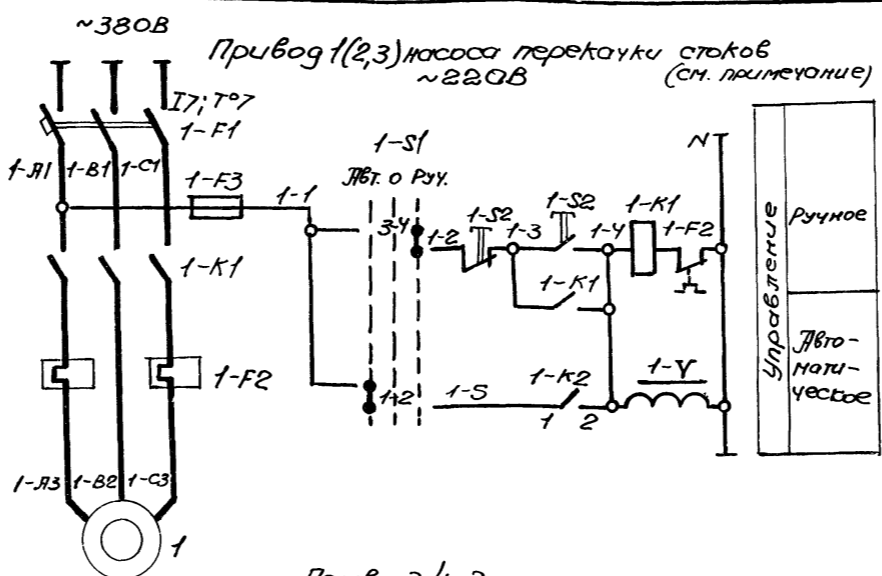 ~380В
Привод 1(2,3) насоса перекачки стоков
~220В
(см. примечание)
I7; T°7
1-F1
1-S1
N
1-A1
1-B1
1-C1
1-F3
1-1
Авт. 0 Руч.
3-4
1-2
1-S2
1-3
1-S2
1-4
1-K1
1-F2
Ручное
1-K1
1-K1
Управление
1-F2
1+2
1-5
1-K2
1
2
1-V
Авто-
мати-
ческое
1-A3
1-B2
1-C3
1